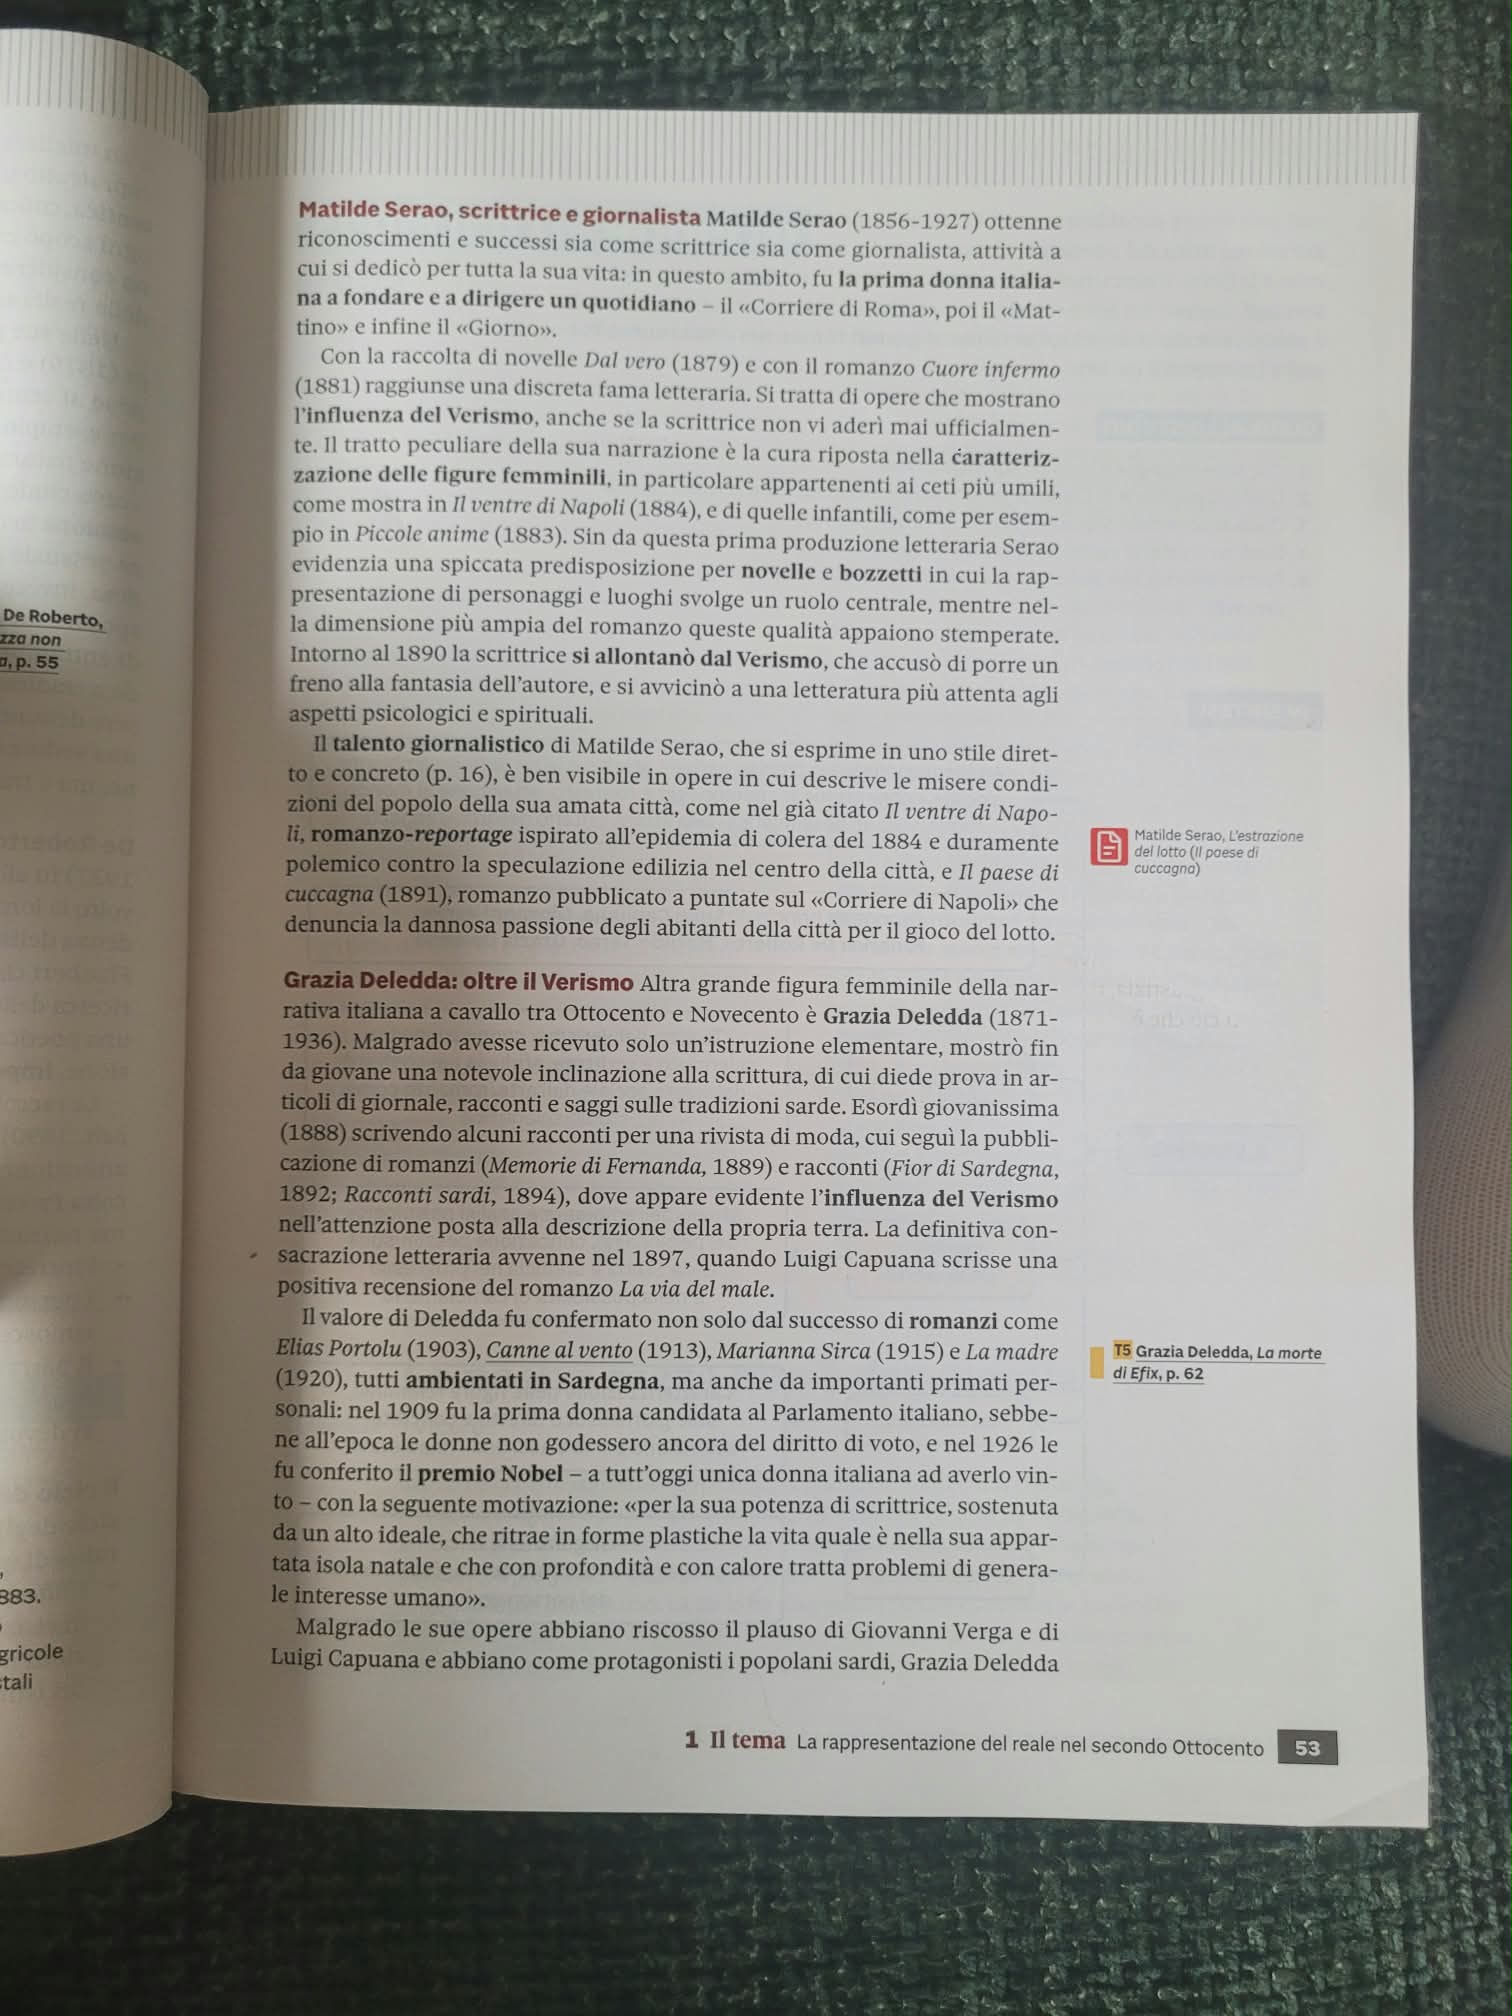 De Roberto,
zza non
a, p. 55
883.
gricole
tali
Matilde Serao, scrittrice e giornalista Matilde Serao (1856-1927) ottenne
riconoscimenti e successi sia come scrittrice sia come giornalista, attività a
cui si dedicò per tutta la sua vita: in questo ambito, fu la prima donna italia-
na a fondare e a dirigere un quotidiano – il «Corriere di Roma», poi il «Mat-
tino» e infine il «Giorno».
Con la raccolta di novelle Dal vero (1879) e con il romanzo Cuore infermo
(1881) raggiunse una discreta fama letteraria. Si tratta di opere che mostrano
l'influenza del Verismo, anche se la scrittrice non vi aderì mai ufficialmen-
te. Il tratto peculiare della sua narrazione è la cura riposta nella caratteriz-
zazione delle figure femminili, in particolare appartenenti ai ceti più umili,
come mostra in Il ventre di Napoli (1884), e di quelle infantili, come per esem-
pio in Piccole anime (1883). Sin da questa prima produzione letteraria Serao
evidenzia una spiccata predisposizione per novelle e bozzetti in cui la rap-
presentazione di personaggi e luoghi svolge un ruolo centrale, mentre nel-
la dimensione più ampia del romanzo queste qualità appaiono stemperate.
Intorno al 1890 la scrittrice si allontanò dal Verismo, che accusò di porre un
freno alla fantasia dell'autore, e si avvicinò a una letteratura più attenta agli
aspetti psicologici e spirituali.
Il talento giornalistico di Matilde Serao, che si esprime in uno stile diret-
to e concreto (p. 16), è ben visibile in opere in cui descrive le misere condi-
zioni del popolo della sua amata città, come nel già citato Il ventre di Napo-
li, romanzo-reportage ispirato all'epidemia di colera del 1884 e duramente
polemico contro la speculazione edilizia nel centro della città, e Il paese di
cuccagna (1891), romanzo pubblicato a puntate sul «Corriere di Napoli» che
denuncia la dannosa passione degli abitanti della città per il gioco del lotto.
Matilde Serao, L'estrazione
del lotto (Il paese di
cuccagna)
Grazia Deledda: oltre il Verismo Altra grande figura femminile della nar-
rativa italiana a cavallo tra Ottocento e Novecento è Grazia Deledda (1871-
1936). Malgrado avesse ricevuto solo un'istruzione elementare, mostrò fin
da giovane una notevole inclinazione alla scrittura, di cui diede prova in ar-
ticoli di giornale, racconti e saggi sulle tradizioni sarde. Esordì giovanissima
(1888) scrivendo alcuni racconti per una rivista di moda, cui seguì la pubbli-
cazione di romanzi (Memorie di Fernanda, 1889) e racconti (Fior di Sardegna,
1892; Racconti sardi, 1894), dove appare evidente l'influenza del Verismo
nell'attenzione posta alla descrizione della propria terra. La definitiva con-
sacrazione letteraria avvenne nel 1897, quando Luigi Capuana scrisse una
positiva recensione del romanzo La via del male.
Il valore di Deledda fu confermato non solo dal successo di romanzi come
Elias Portolu (1903), Canne al vento (1913), Marianna Sirca (1915) e La madre
(1920), tutti ambientati in Sardegna, ma anche da importanti primati per-
sonali: nel 1909 fu la prima donna candidata al Parlamento italiano, sebbe-
ne all'epoca le donne non godessero ancora del diritto di voto, e nel 1926 le
fu conferito il premio Nobel – a tutt'oggi unica donna italiana ad averlo vin-
to – con la seguente motivazione: «per la sua potenza di scrittrice, sostenuta
da un alto ideale, che ritrae in forme plastiche la vita quale è nella sua appar-
tata isola natale e che con profondità e con calore tratta problemi di genera-
le interesse umano».
Malgrado le sue opere abbiano riscosso il plauso di Giovanni Verga e di
Luigi Capuana e abbiano come protagonisti i popolani sardi, Grazia Deledda
T5 Grazia Deledda, La morte
di Efix, p. 62
1 Il tema La rappresentazione del reale nel secondo Ottocento 53